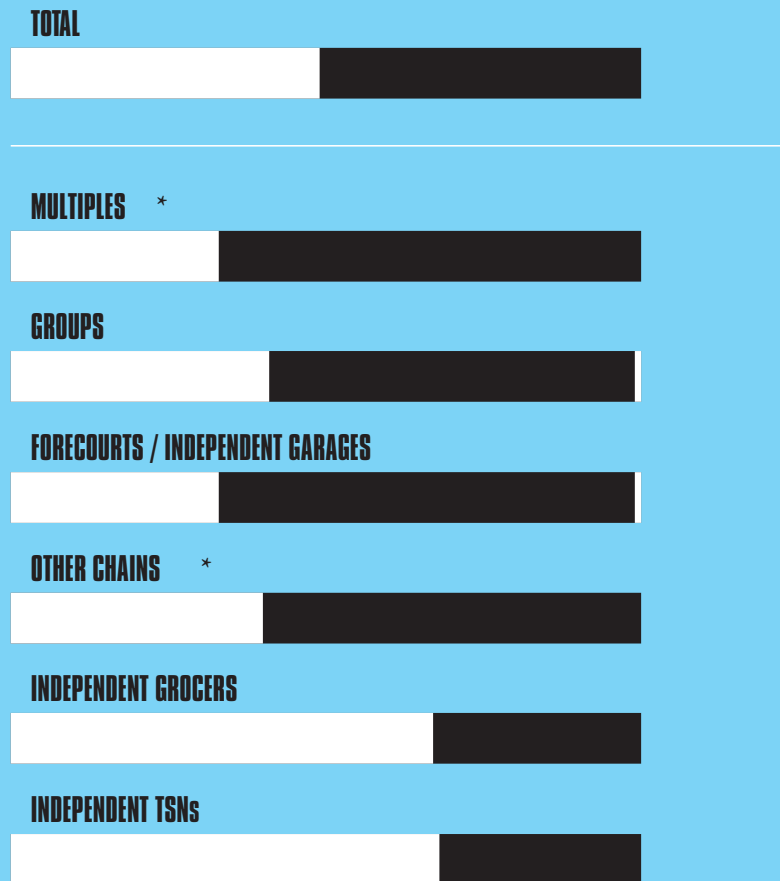 TOTAL
MULTIPLES *
GROUPS
FORECOURTS / INDEPENDENT GARAGES
OTHER CHAINS *
INDEPENDENT GROCERS
INDEPENDENT TSNs